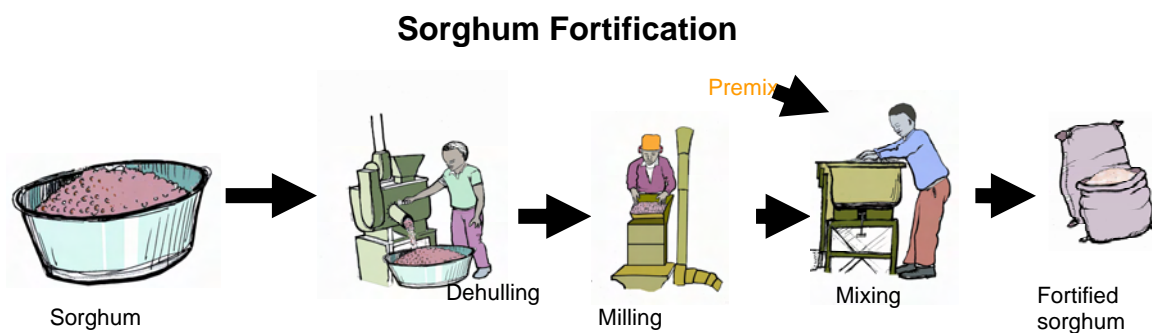 Sorghum Fortification
Premix
Sorghum
Dehulling
Milling
Mixing
Fortified
sorghum